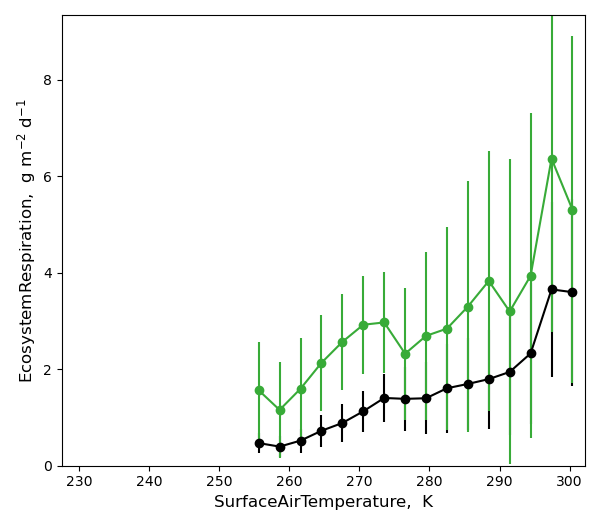 8
6
4
2
0
EcosystemRespiration, g m⁻² d⁻¹
230 240 250 260 270 280 290 300
SurfaceAirTemperature, K